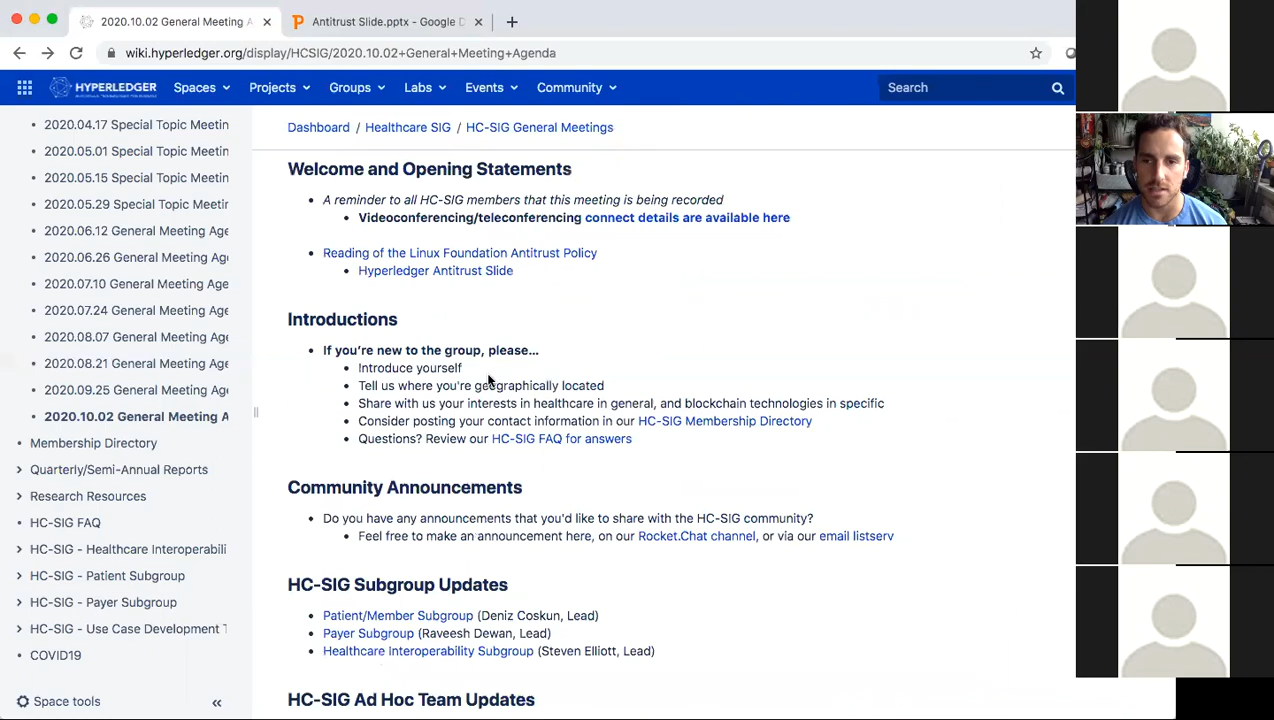 2020.10.02 General Meeting A
Antitrust Slide.pptx - Google D
wiki.hyperledger.org/display/HCSIG/2020.10.02+General+Meeting+Agenda
HYPERLEDGER
Spaces
Projects
Groups
Labs
Events
Community
Search
2020.04.17 Special Topic Meetin
2020.05.01 Special Topic Meetin
2020.05.15 Special Topic Meetin
2020.05.29 Special Topic Meetin
2020.06.12 General Meeting Age
2020.06.26 General Meeting Age
2020.07.10 General Meeting Age
2020.07.24 General Meeting Age
2020.08.07 General Meeting Age
2020.08.21 General Meeting Age
2020.09.25 General Meeting Age
2020.10.02 General Meeting A
Membership Directory
Quarterly/Semi-Annual Reports
Research Resources
HC-SIG FAQ
HC-SIG - Healthcare Interoperabili
HC-SIG - Patient Subgroup
HC-SIG - Payer Subgroup
HC-SIG - Use Case Development T
COVID19
Space tools
Dashboard / Healthcare SIG / HC-SIG General Meetings
Welcome and Opening Statements
A reminder to all HC-SIG members that this meeting is being recorded
Videoconferencing/teleconferencing connect details are available here
Reading of the Linux Foundation Antitrust Policy
Hyperledger Antitrust Slide
Introductions
If you're new to the group, please...
Introduce yourself
Tell us where you're geographically located
Share with us your interests in healthcare in general, and blockchain technologies in specific
Consider posting your contact information in our HC-SIG Membership Directory
Questions? Review our HC-SIG FAQ for answers
Community Announcements
Do you have any announcements that you'd like to share with the HC-SIG community?
Feel free to make an announcement here, on our Rocket.Chat channel, or via our email listserv
HC-SIG Subgroup Updates
Patient/Member Subgroup (Deniz Coskun, Lead)
Payer Subgroup (Raveesh Dewan, Lead)
Healthcare Interoperability Subgroup (Steven Elliott, Lead)
HC-SIG Ad Hoc Team Updates